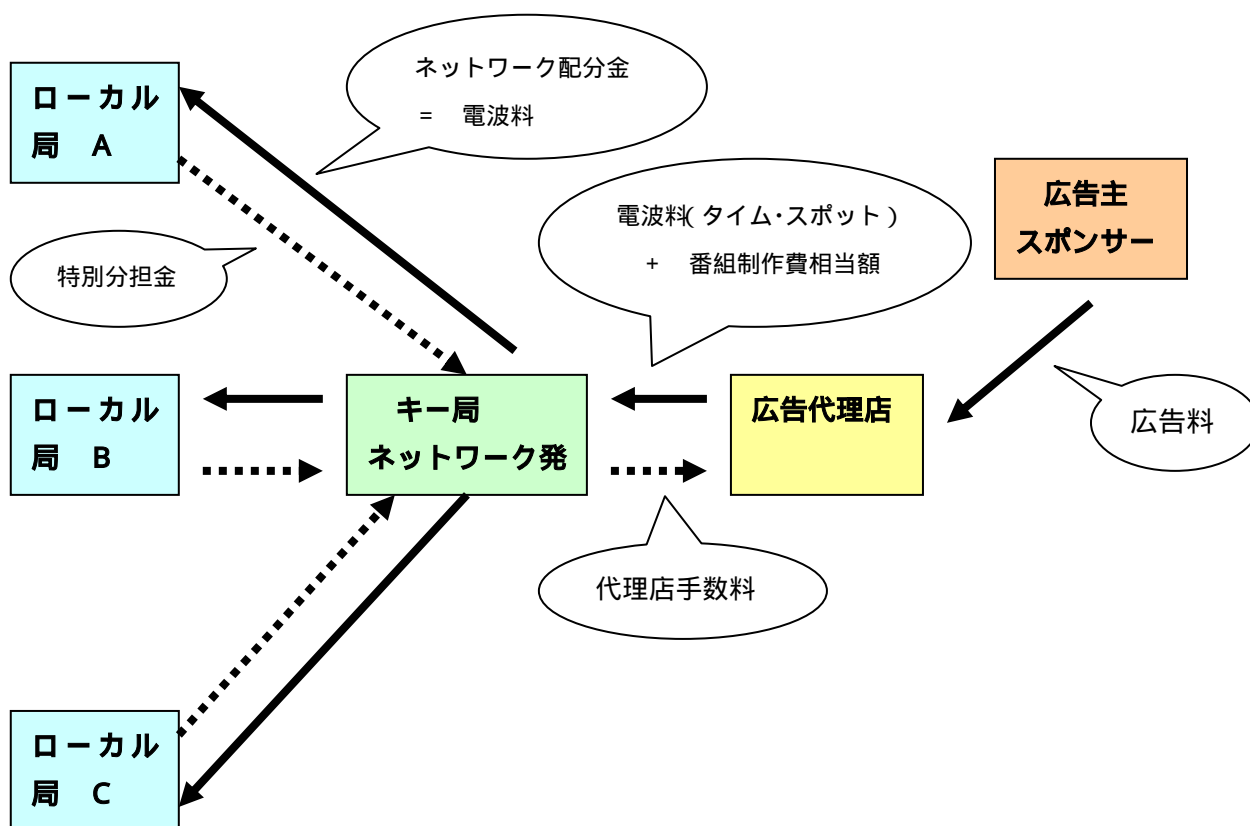 ネットワーク配分金
= 電波料
ローカル
局 A
電波料(タイム・スポット)
+ 番組制作費相当額
広告主
スポンサー
特別分担金
ローカル
局 B
キー局
ネットワーク発
広告代理店
広告料
代理店手数料
ローカル
局 C